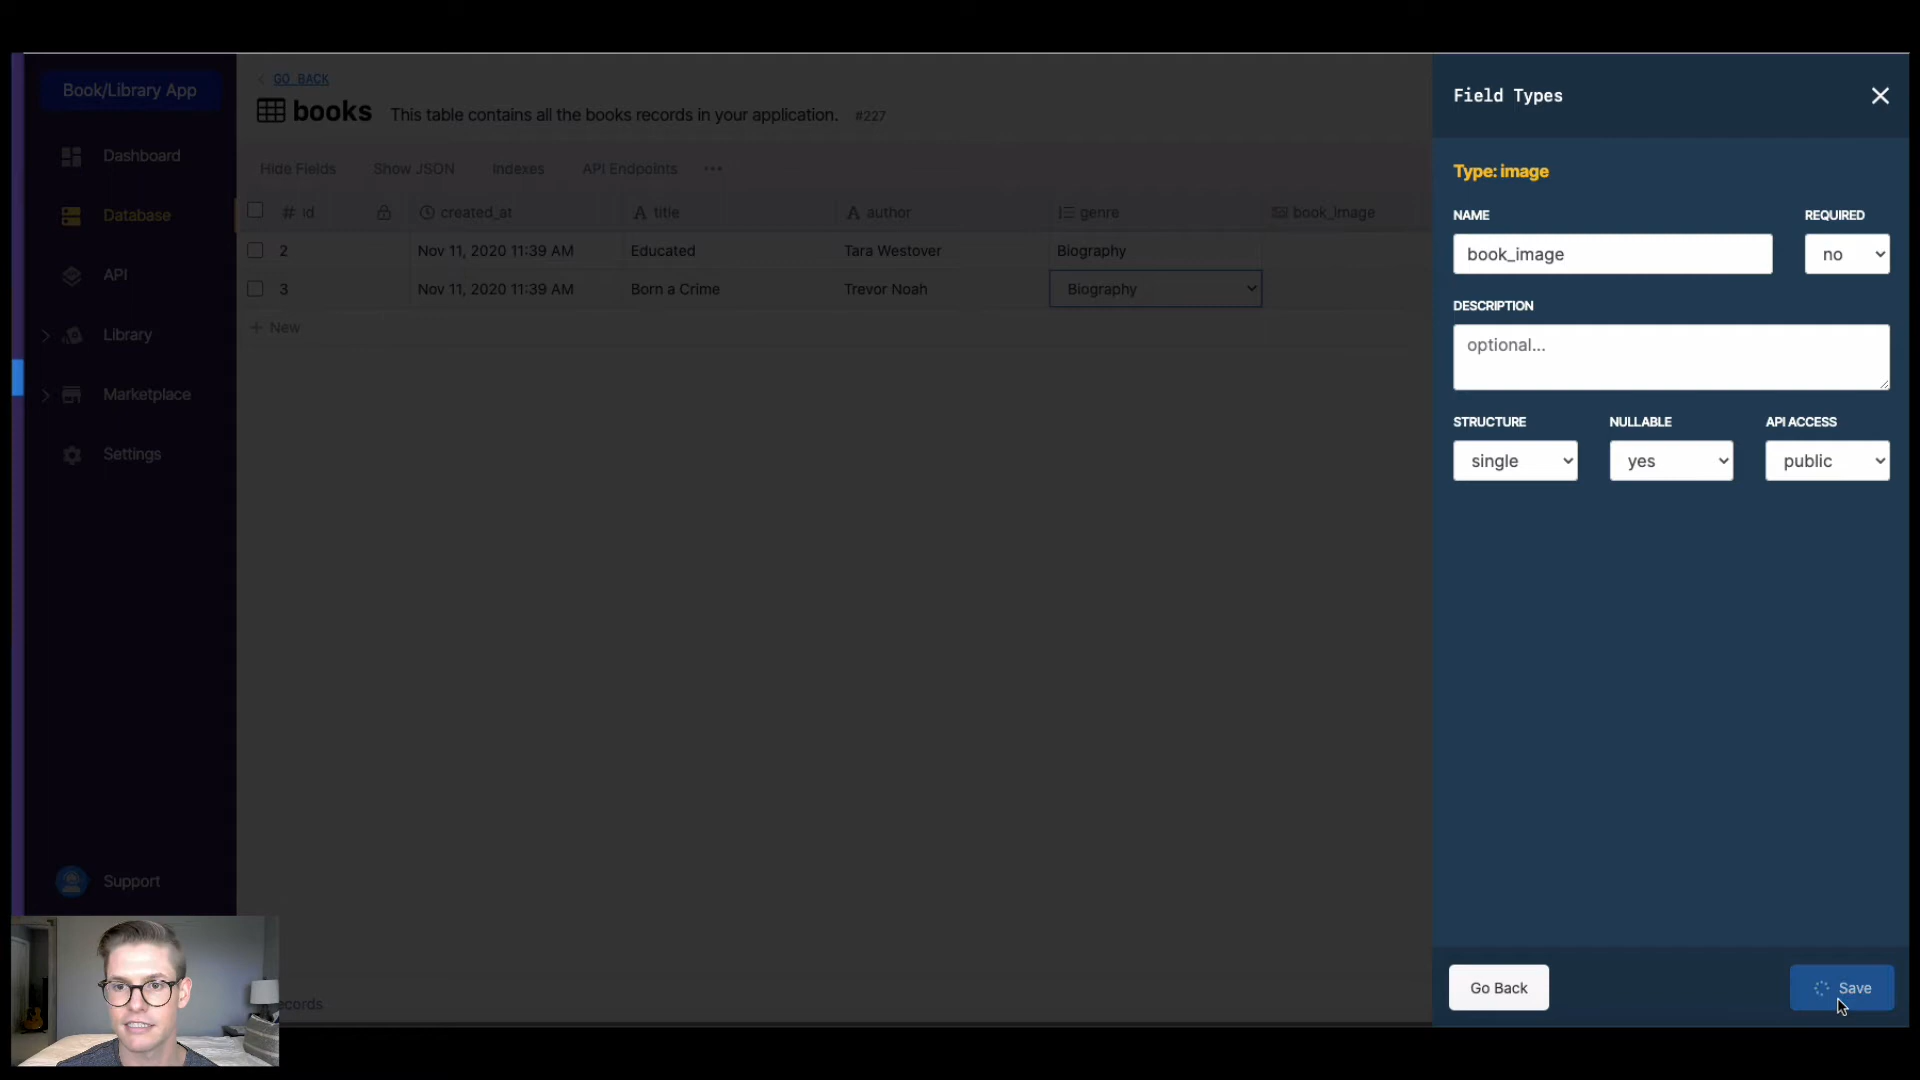 Book/Library App
Dashboard
Database
API
Library
Marketplace
Settings
Support
GO BACK
books This table contains all the books records in your application. #227
Hide Fields Show JSON Indexes API Endpoints ...
# id created_at A title A author genre book_image
2 Nov 11, 2020 11:39 AM Educated Tara Westover Biography
3 Nov 11, 2020 11:39 AM Born a Crime Trevor Noah Biography
+ New
ecords
Field Types
Type: image
NAME REQUIRED
book_image no
DESCRIPTION
optional...
STRUCTURE NULLABLE API ACCESS
single yes public
Go Back Save